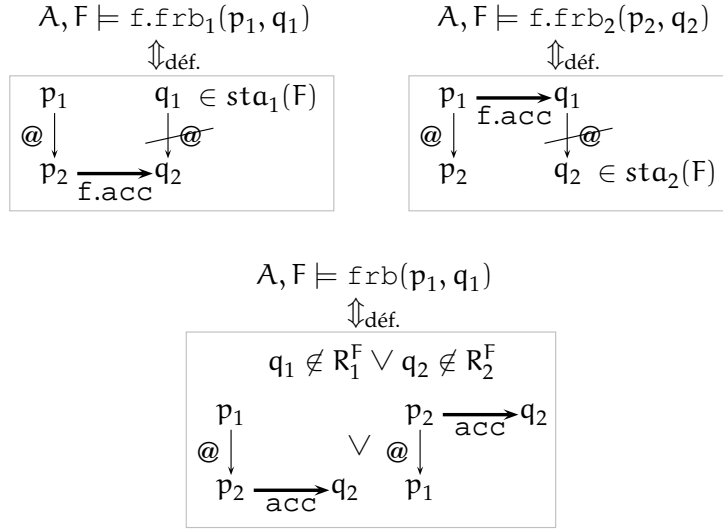 A, F ⊨ f.frb₁(p₁, q₁)
⇕déf.
p₁ q₁ ∈ sta₁(F)
@ @
p₂ f.acc q₂
A, F ⊨ f.frb₂(p₂, q₂)
⇕déf.
p₁ f.acc q₁
@ @
p₂ q₂ ∈ sta₂(F)
A, F ⊨ frb(p₁, q₁)
⇕déf.
q₁ ∉ R₁ᶠ ∨ q₂ ∉ R₂ᶠ
p₁
@
p₂ acc q₂
∨
p₂ acc q₂
@
p₁